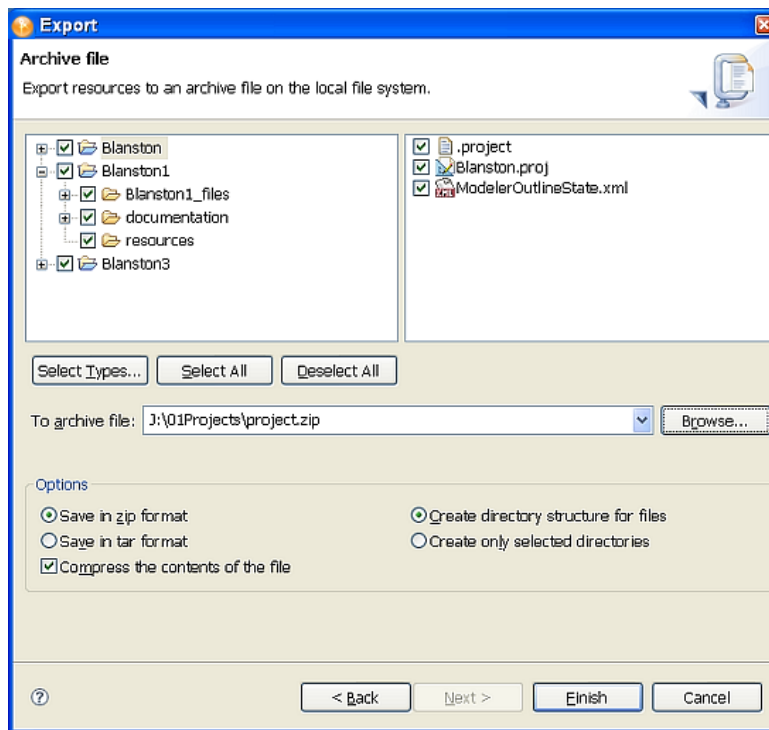 Export
Archive file
Export resources to an archive file on the local file system.
Blanston
Blanston1
Blanston1_files
documentation
resources
Blanston3
.project
Blanston.proj
ModelerOutlineState.xml
Select Types... Select All Deselect All
To archive file: J:\01Projects\project.zip Browse...
Options
Save in zip format Create directory structure for files
Save in tar format Create only selected directories
Compress the contents of the file
? < Back Next > Finish Cancel